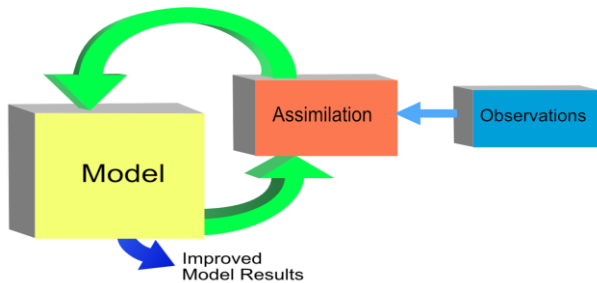 Assimilation
Observations
Model
Improved
Model Results